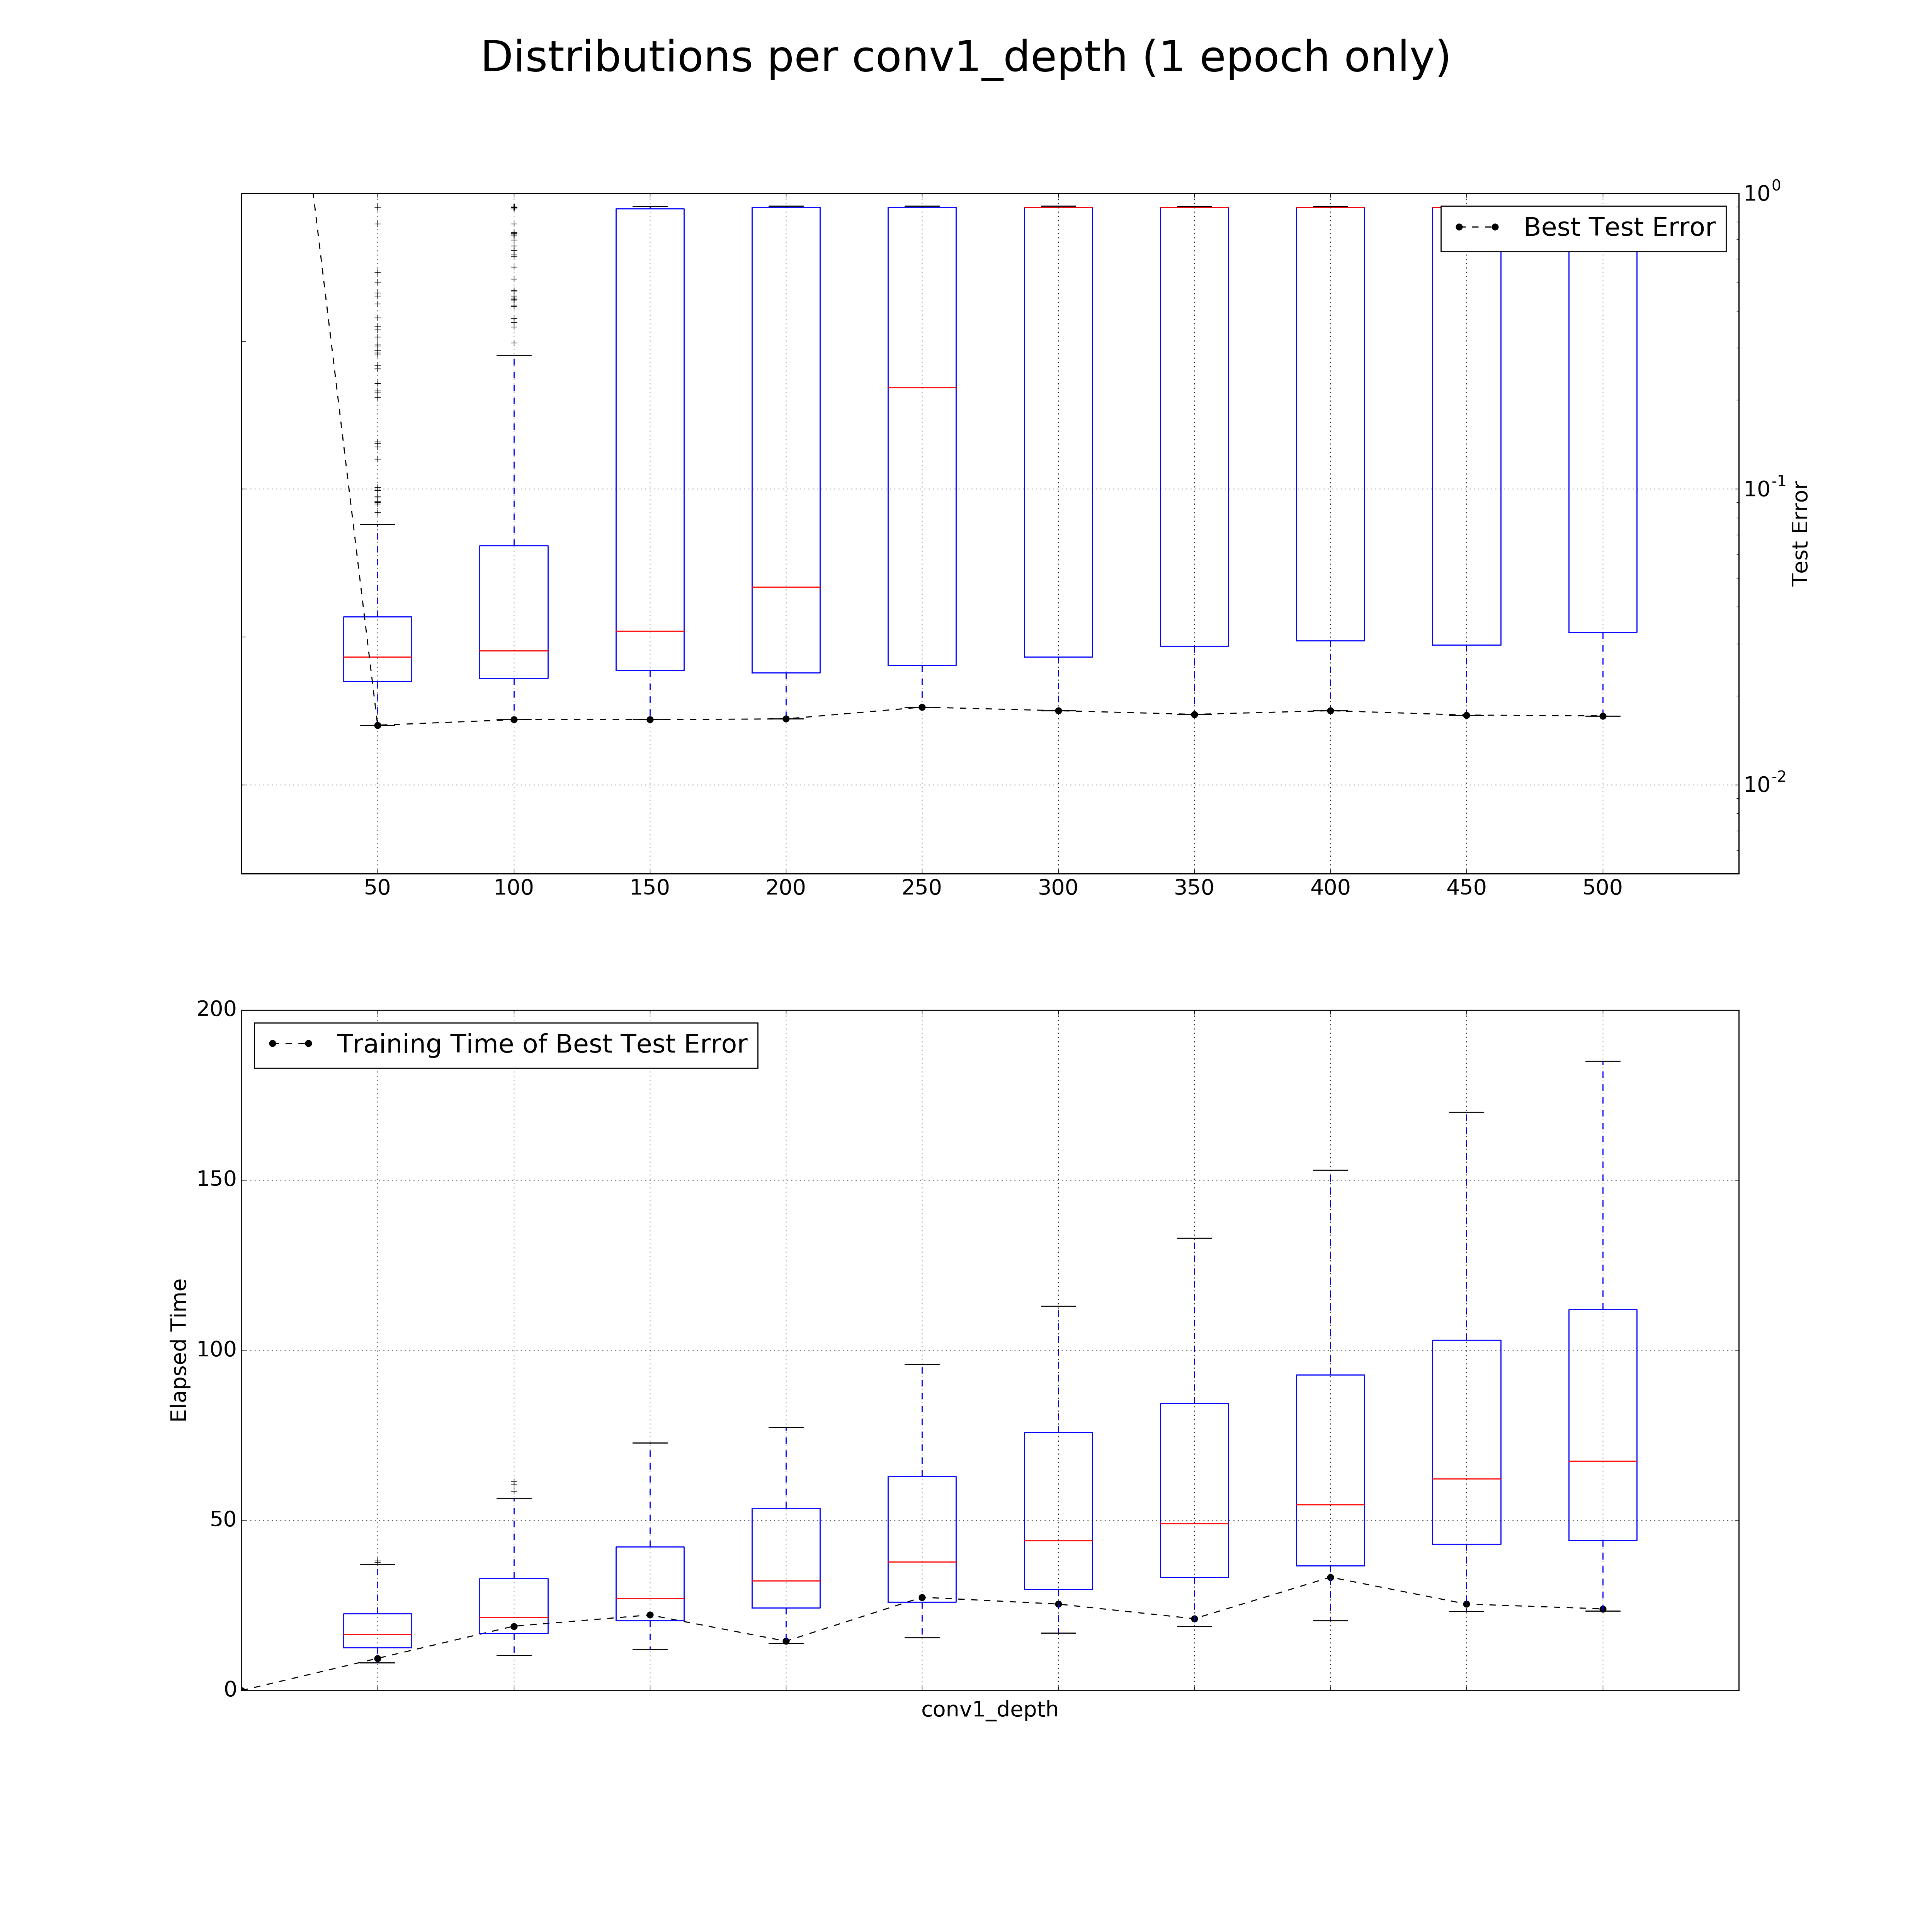 Distributions per conv1_depth (1 epoch only)
10^0
Best Test Error
10^-1
Test Error
10^-2
50 100 150 200 250 300 350 400 450 500
200
Training Time of Best Test Error
150
100
Elapsed Time
50
0
conv1_depth